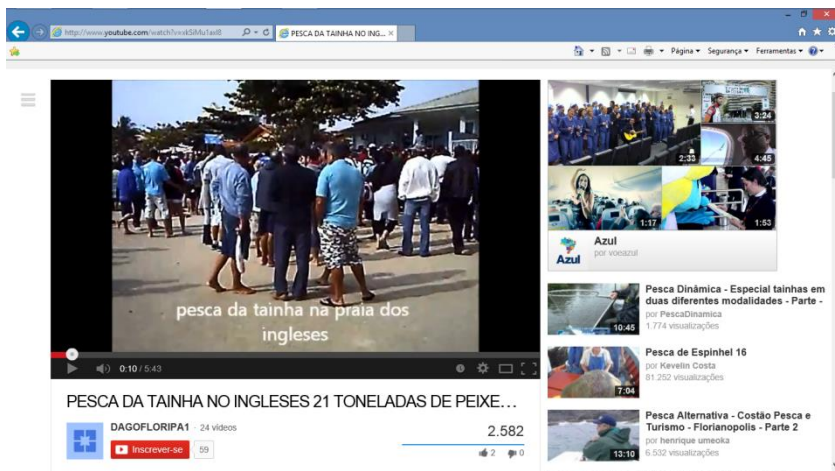 http://www.youtube.com/watch?v=xkSiMu1xxl8
PESCA DA TAINHA NO ING...
Página
Segurança
Ferramentas
pesca da tainha na praia dos
ingleses
0:10 / 5:43
PESCA DA TAINHA NO INGLESES 21 TONELADAS DE PEIXE...
DAGOFLORIPA1 · 24 vídeos
Inscrever-se 59
2.582
2 0
3:24
2:33
4:45
1:17
1:53
Azul
Azul
por voeazul
Pesca Dinâmica - Especial tainhas em
duas diferentes modalidades - Parte -
por PescaDinamica
10:45
1.774 visualizações
Pesca de Espinhel 16
por Kevelin Costa
81.252 visualizações
7:04
Pesca Alternativa - Costão Pesca e
Turismo - Florianopolis - Parte 2
por henrique umeoka
13:10
6.532 visualizações